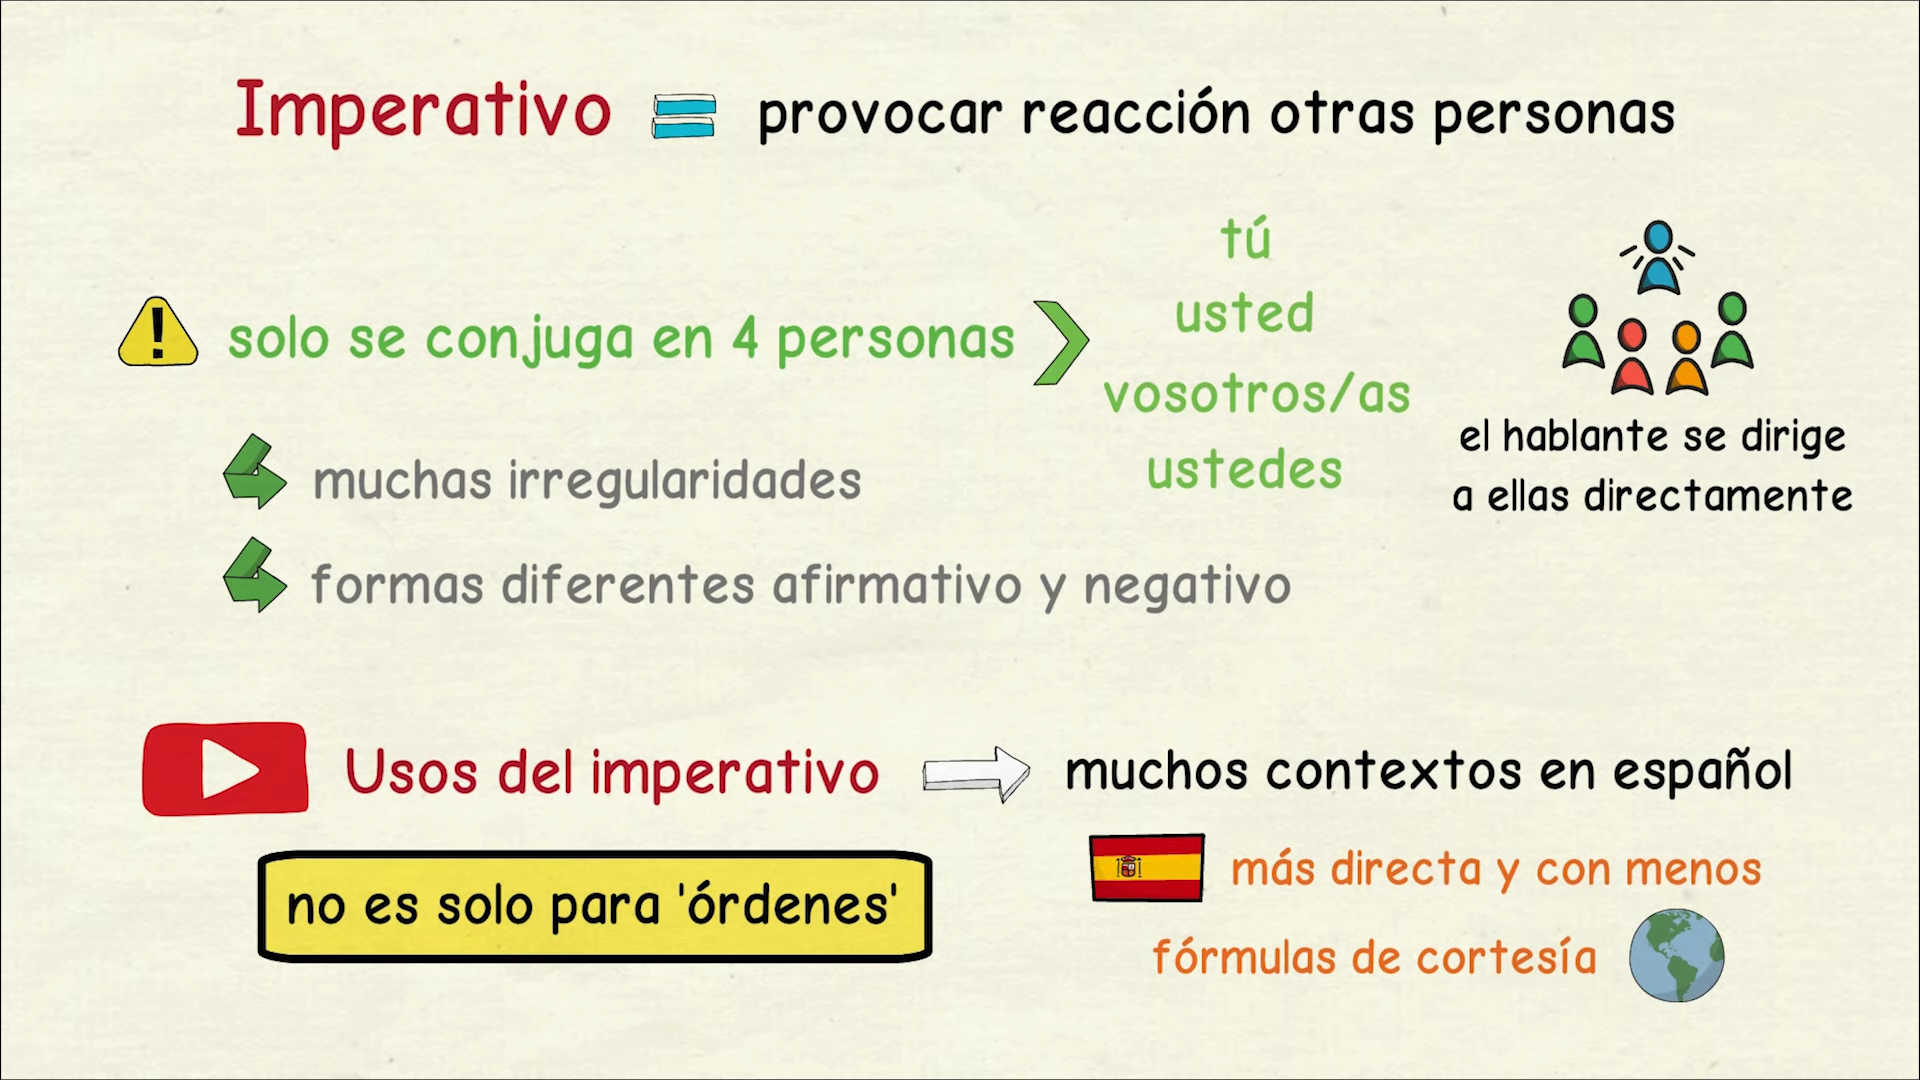 Imperativo = provocar reacción otras personas
solo se conjuga en 4 personas
tú
usted
vosotros/as
ustedes
el hablante se dirige
a ellas directamente
muchas irregularidades
formas diferentes afirmativo y negativo
Usos del imperativo
muchos contextos en español
no es solo para 'órdenes'
más directa y con menos
fórmulas de cortesía